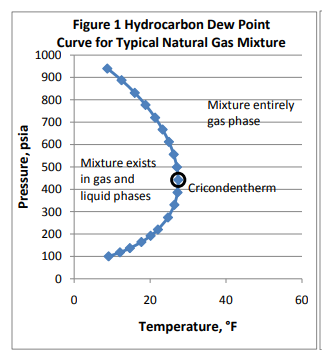 Figure 1 Hydrocarbon Dew Point
Curve for Typical Natural Gas Mixture
1000
900
800
700
600
500
400
300
200
100
0
Pressure, psia
Mixture entirely
gas phase
Mixture exists
in gas and
liquid phases
Cricondentherm
0 20 40 60
Temperature, °F